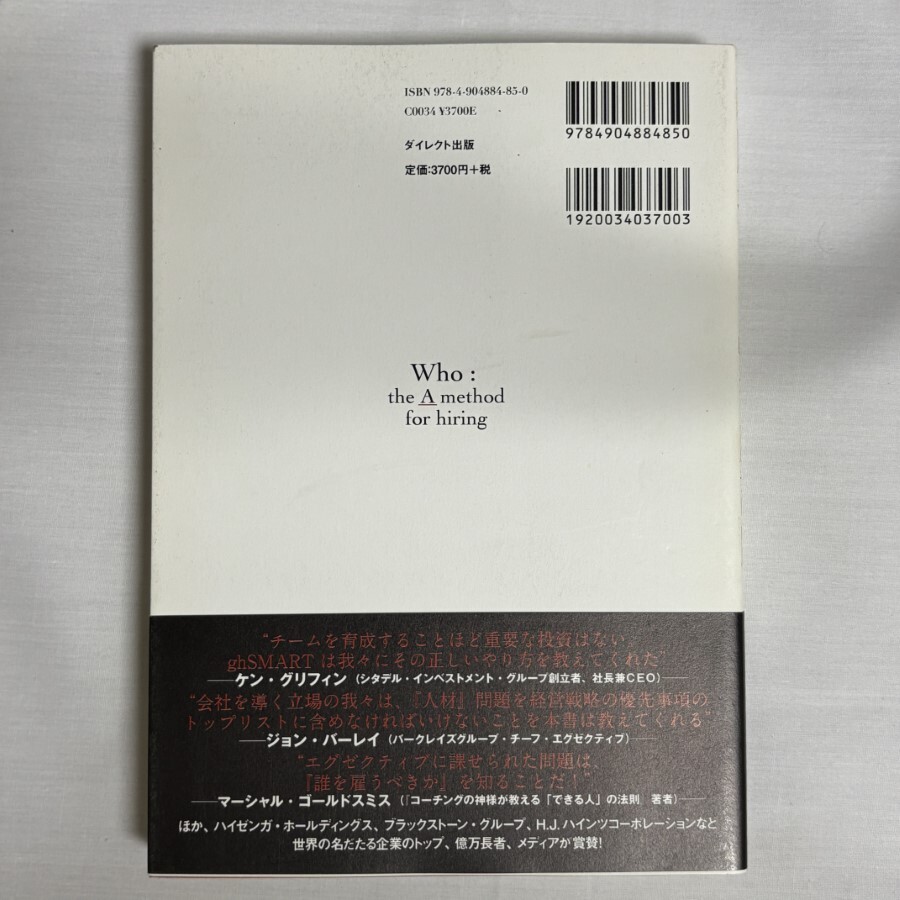 ISBN 978-4-904884-85-0
C0034 ¥3700E
ダイレクト出版
定価:3700円+税
9784904884850
1920034037003
Who :
the A method
for hiring
“チームを育成することほど重要な投資はない
ghSMARTは我々にその正しいやり方を教えてくれた”
―ケン・グリフィン (シタデル・インベストメント・グループ創立者、社長兼CEO)―
“会社を導く立場の我々は、『人材』問題を経営戦略の優先事項の
トップリストに含めなければいけないことを本書は教えてくれる”
―ジョン・バーレイ (バークレイズグループ・チーフ・エグゼクティブ)―
“エグゼクティブに課せられた問題は、
『誰を雇うべきか』を知ることだ!”
―マーシャル・ゴールドスミス (『コーチングの神様が教える「できる人」の法則』著者)―
ほか、ハイゼンガ・ホールディングス、ブラックストーン・グループ、H.J.ハインツコーポレーションなど
世界の名だたる企業のトップ、億万長者、メディアが賞賛!